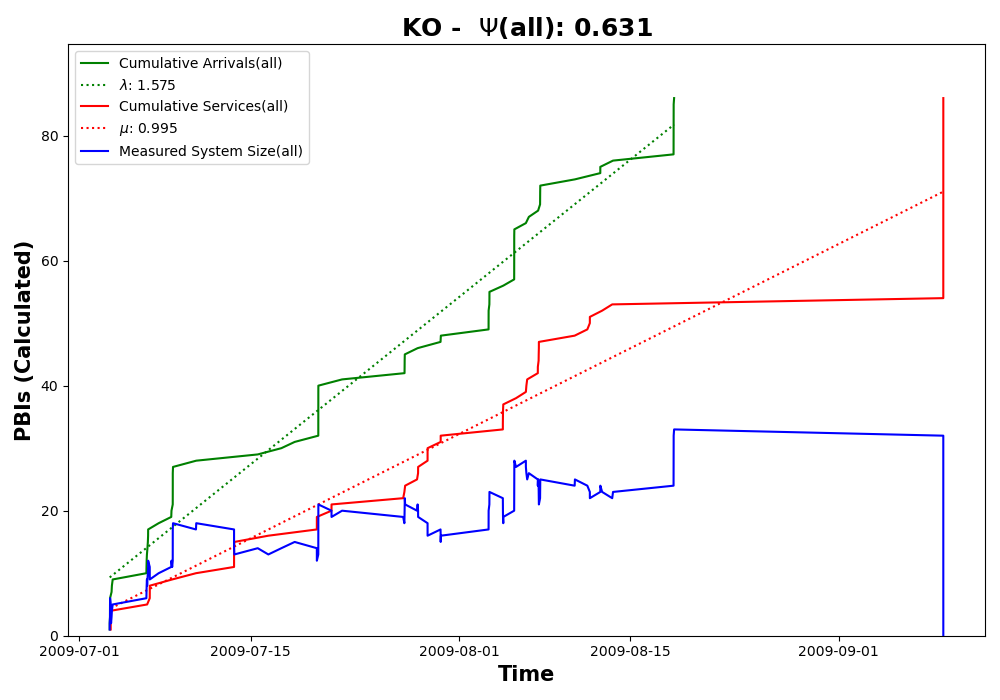 KO - Ψ(all): 0.631
Cumulative Arrivals(all)
λ: 1.575
Cumulative Services(all)
μ: 0.995
Measured System Size(all)
PBIs (Calculated)
80
60
40
20
0
2009-07-01 2009-07-15 2009-08-01 2009-08-15 2009-09-01
Time